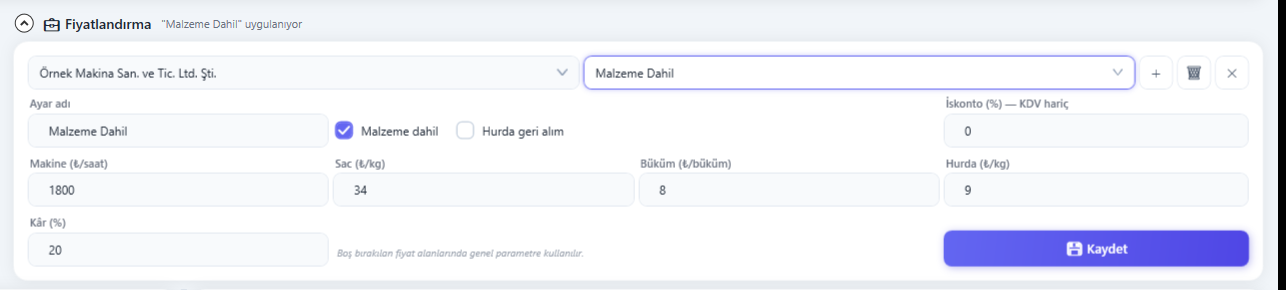 Fiyatlandırma "Malzeme Dahil" uygulanıyor
Örnek Makina San. ve Tic. Ltd. Şti. Malzeme Dahil
Ayar adı İskonto (%) — KDV hariç
Malzeme Dahil Malzeme dahil Hurda geri alım 0
Makine (₺/saat) Sac (₺/kg) Büküm (₺/büküm) Hurda (₺/kg)
1800 34 8 9
Kâr (%)
20 Boş bırakılan fiyat alanlarında genel parametre kullanılır. Kaydet